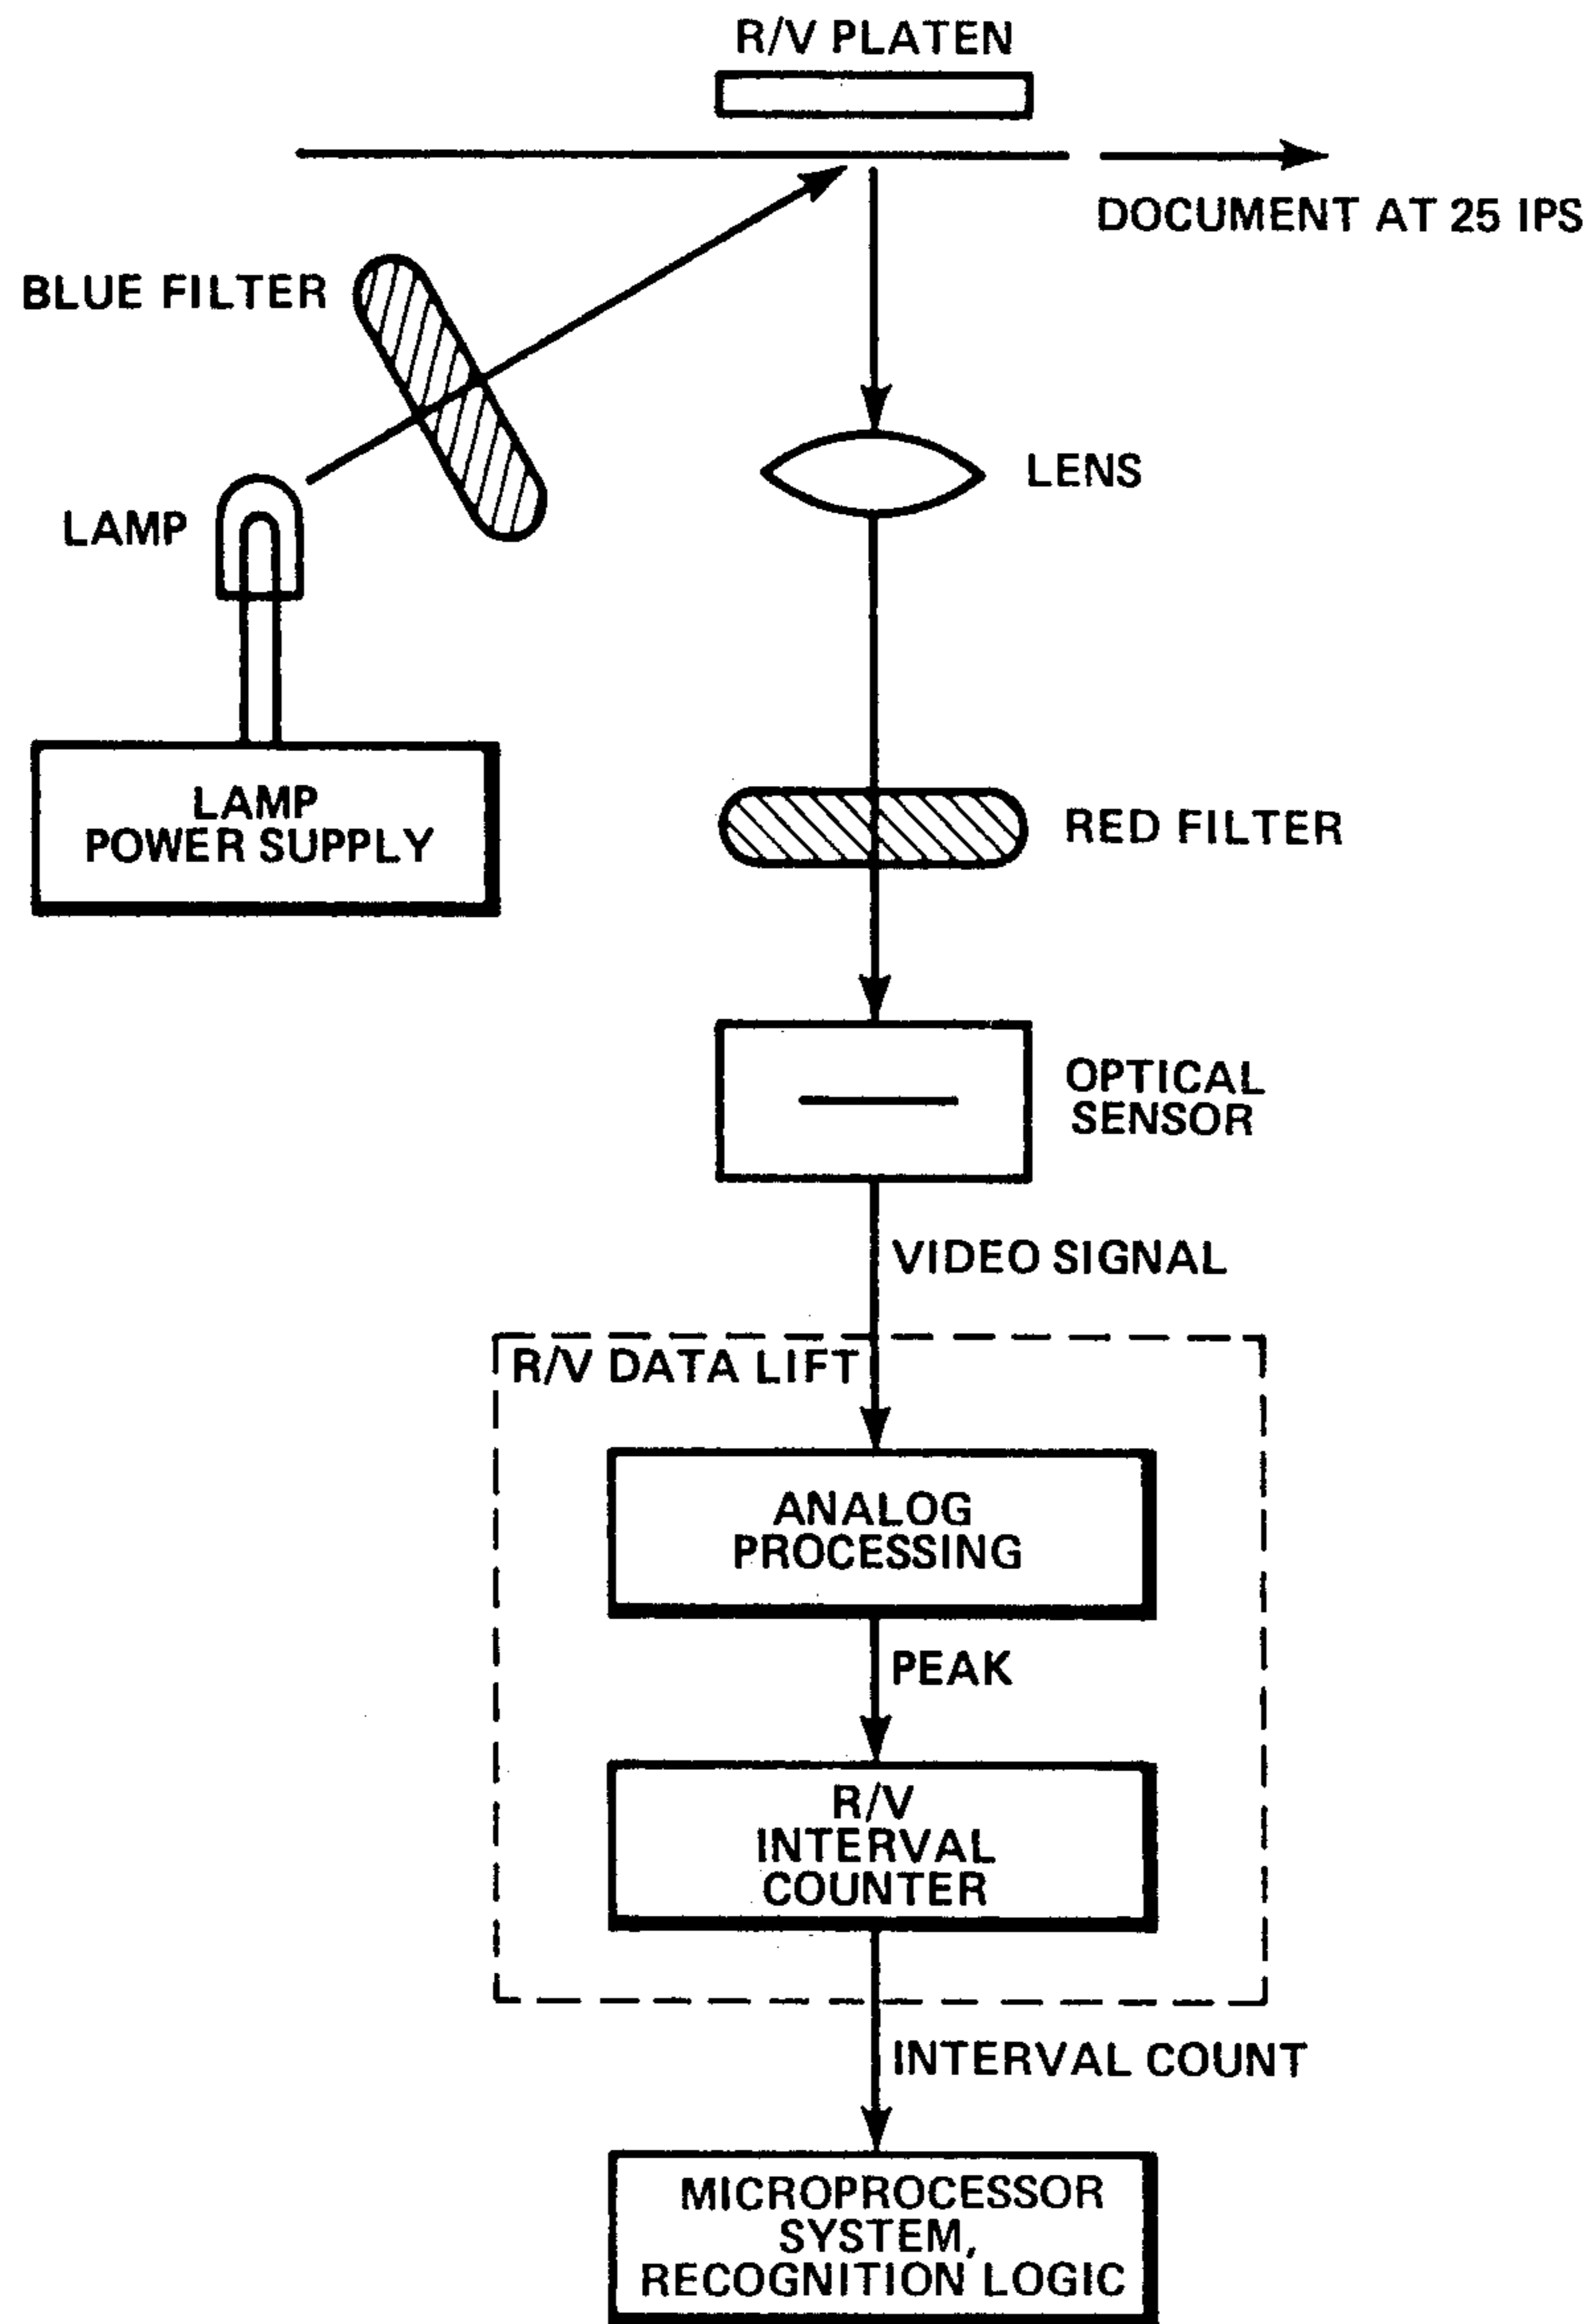 R/V PLATEN
DOCUMENT AT 25 IPS
BLUE FILTER
LENS
LAMP
LAMP
POWER SUPPLY
RED FILTER
OPTICAL
SENSOR
VIDEO SIGNAL
R/V DATA LIFT
ANALOG
PROCESSING
PEAK
R/V
INTERVAL
COUNTER
INTERVAL COUNT
MICROPROCESSOR
SYSTEM,
RECOGNITION LOGIC